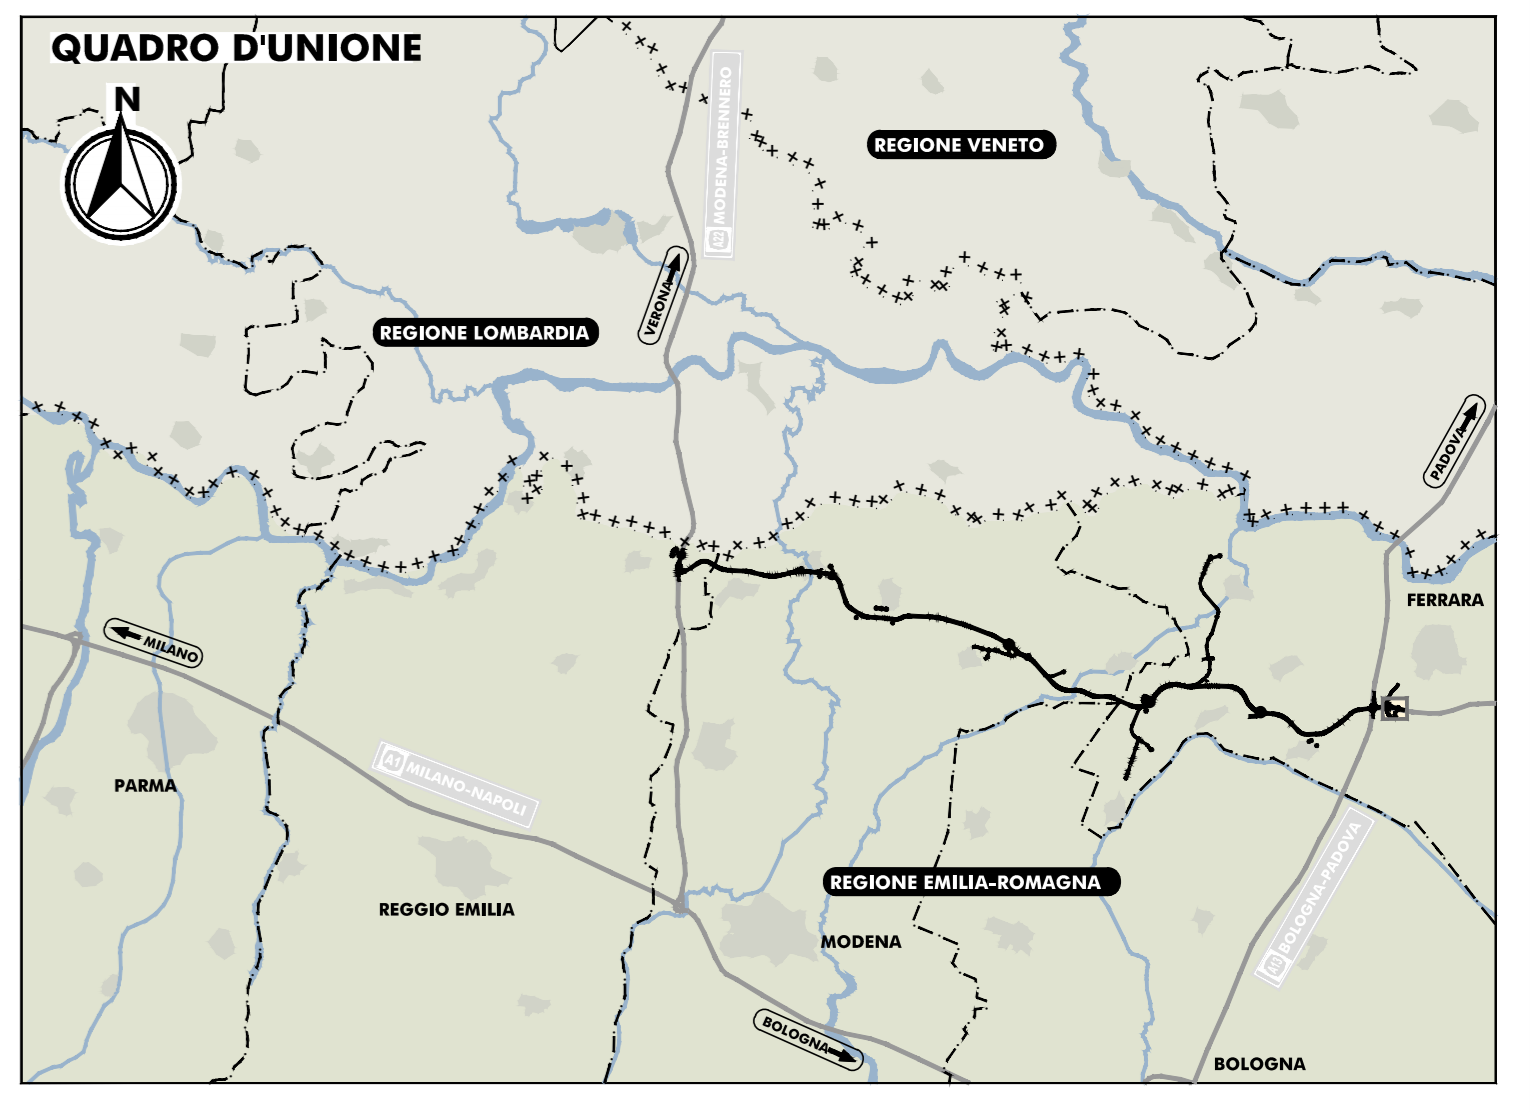 QUADRO D'UNIONE
N
A22 MODENA-BRENNERO
REGIONE VENETO
VERONA
REGIONE LOMBARDIA
PADOVA
FERRARA
MILANO
A1 MILANO-NAPOLI
PARMA
A13 BOLOGNA-PADOVA
REGIONE EMILIA-ROMAGNA
REGGIO EMILIA
MODENA
BOLOGNA
BOLOGNA